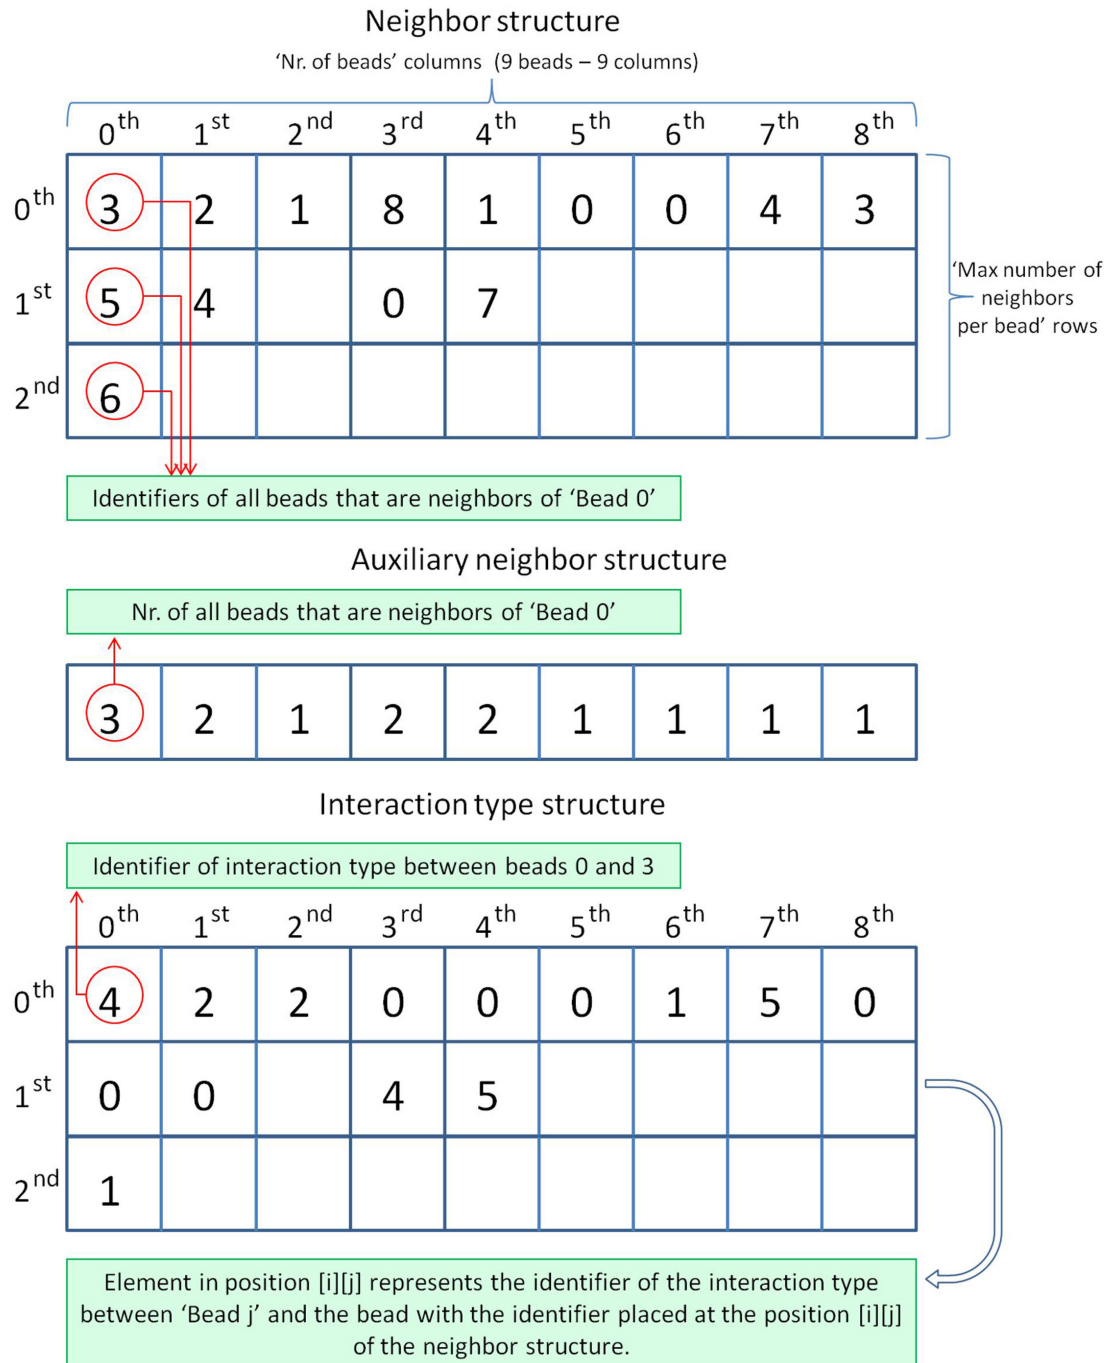 Neighbor structure
‘Nr. of beads’ columns (9 beads – 9 columns)
0th 1st 2nd 3rd 4th 5th 6th 7th 8th
0th 3 2 1 8 1 0 0 4 3
1st 5 4 0 7
2nd 6
‘Max number of
neighbors
per bead’ rows
Identifiers of all beads that are neighbors of ‘Bead 0’
Auxiliary neighbor structure
Nr. of all beads that are neighbors of ‘Bead 0’
3 2 1 2 2 1 1 1 1
Interaction type structure
Identifier of interaction type between beads 0 and 3
0th 1st 2nd 3rd 4th 5th 6th 7th 8th
0th 4 2 2 0 0 0 1 5 0
1st 0 0 4 5
2nd 1
Element in position [i][j] represents the identifier of the interaction type
between ‘Bead j’ and the bead with the identifier placed at the position [i][j]
of the neighbor structure.